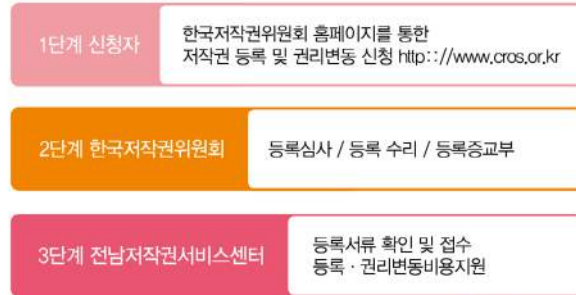 1단계 신청자
한국저작권위원회 홈페이지를 통한
저작권 등록 및 권리변동 신청 http:://www.cros.or.kr
2단계 한국저작권위원회
등록심사 / 등록 수리 / 등록증교부
3단계 전남저작권서비스센터
등록서류 확인 및 접수
등록 · 권리변동비용지원